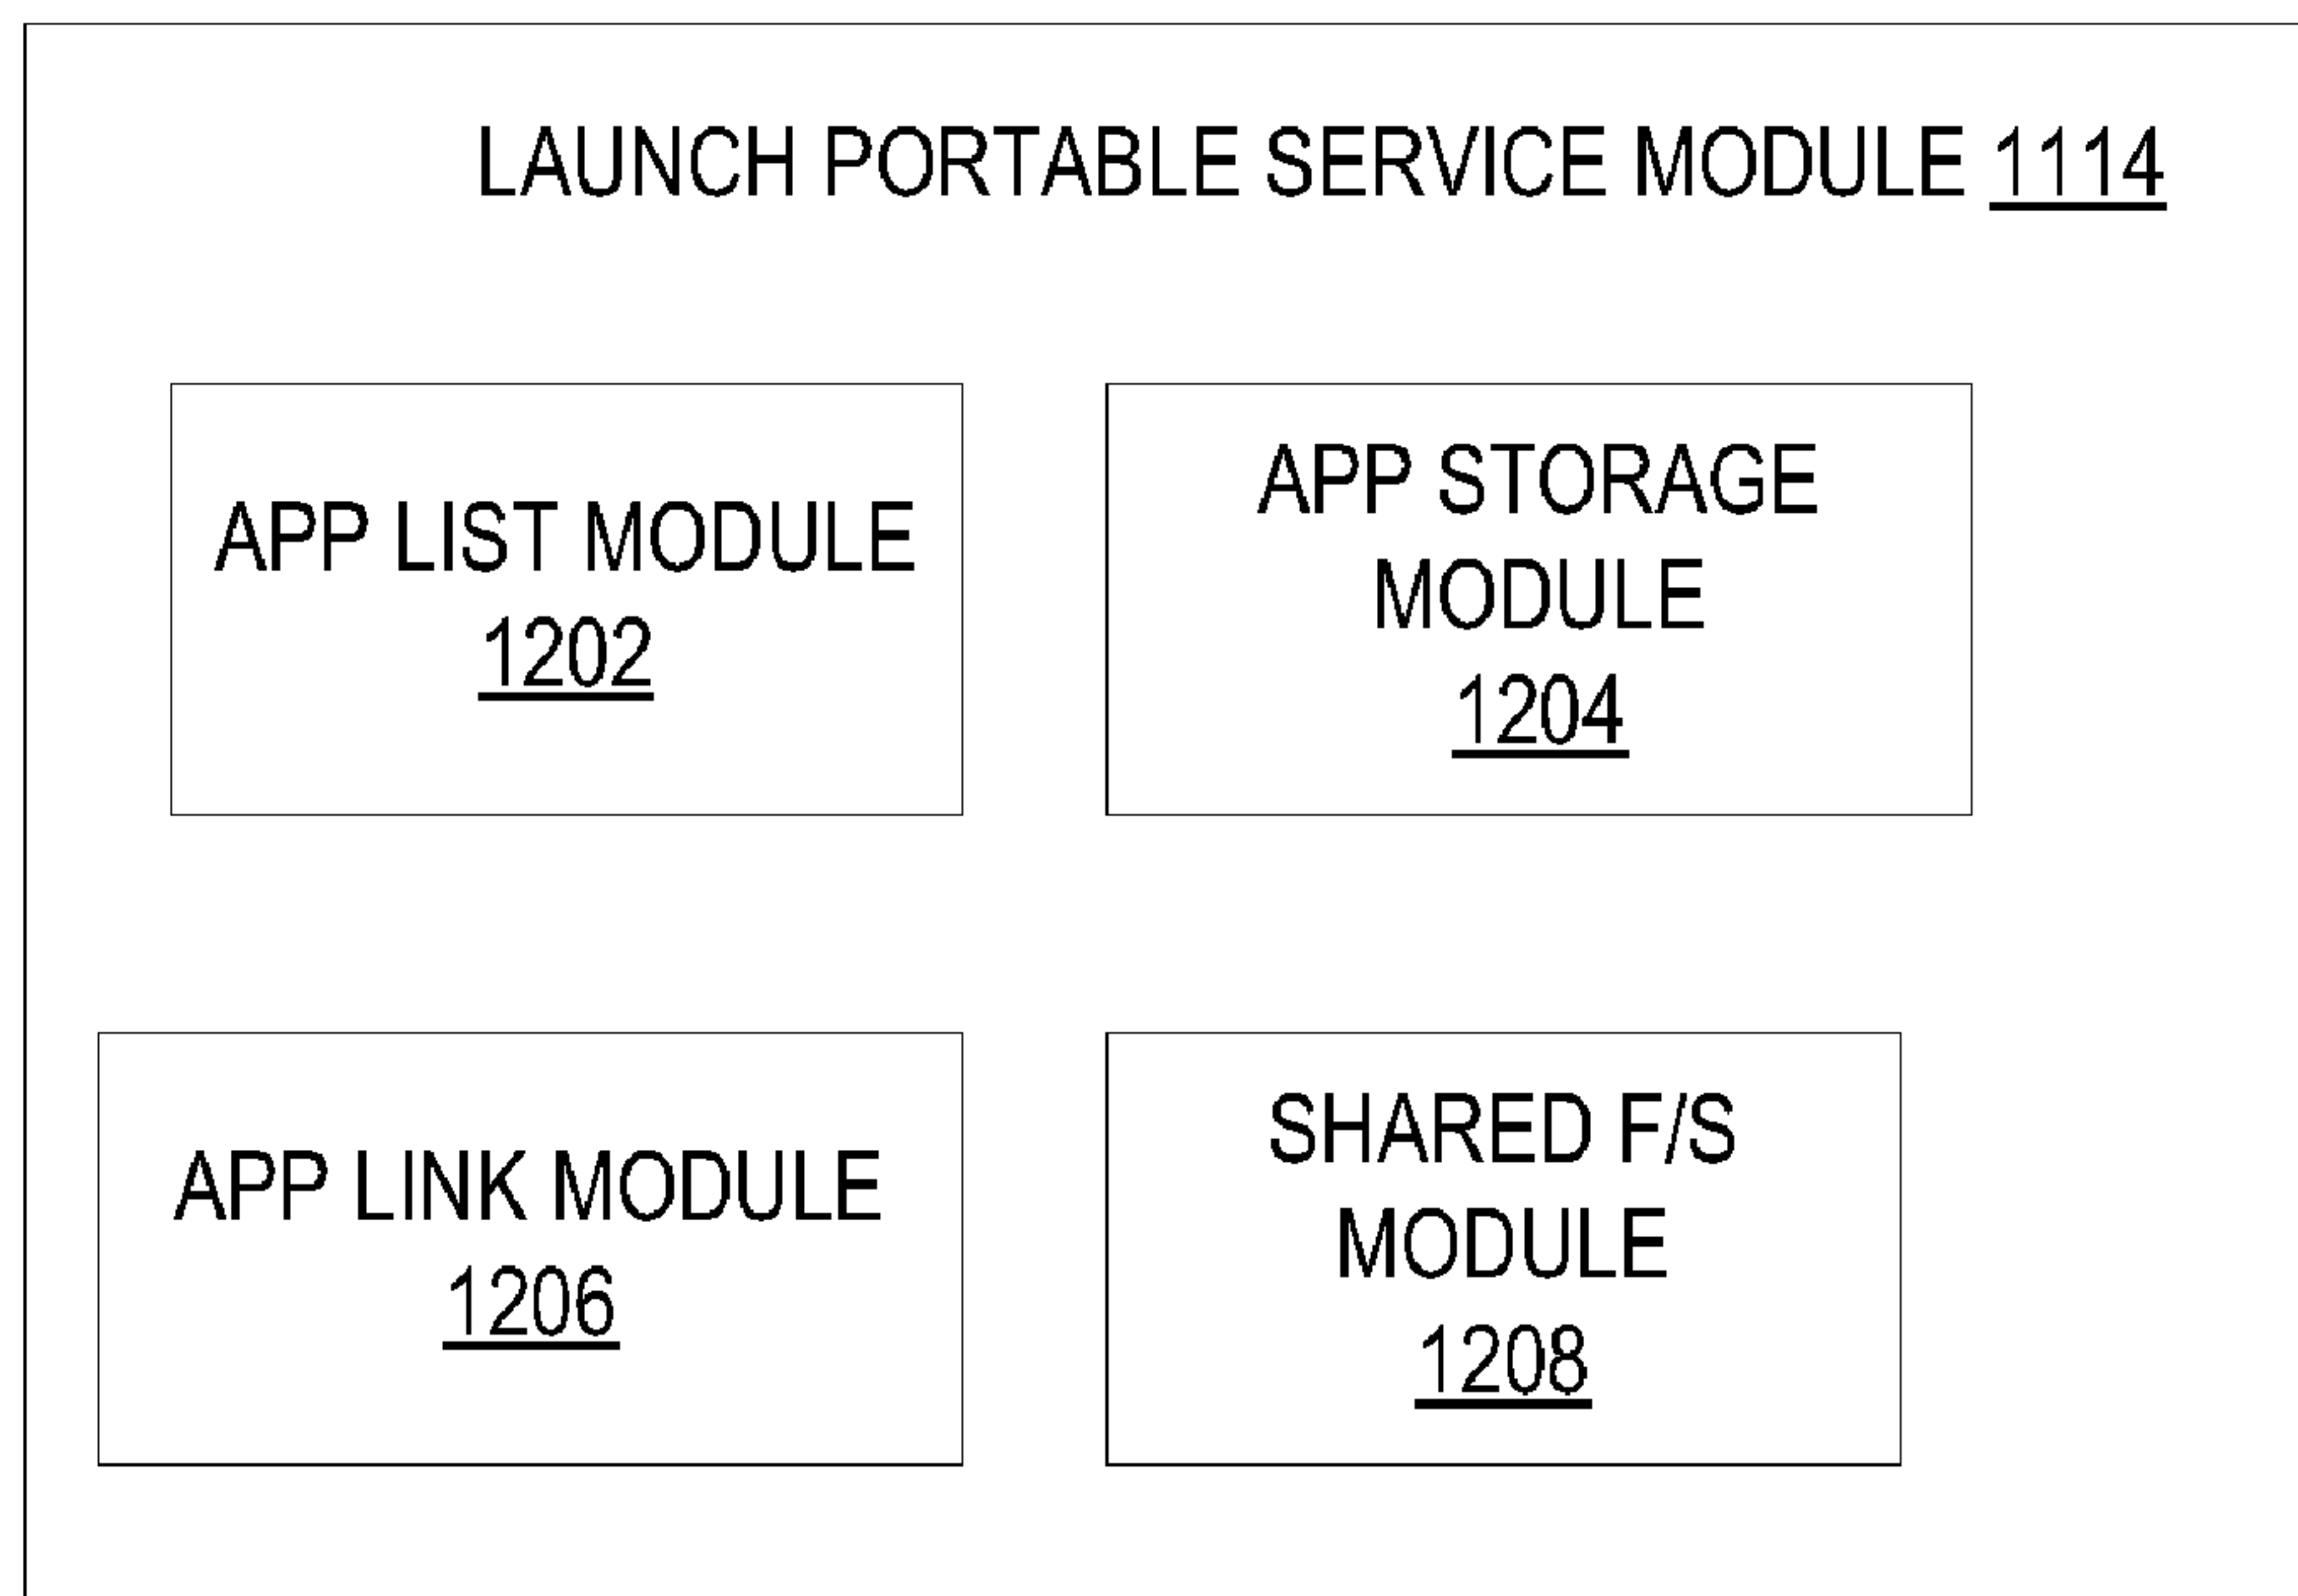 LAUNCH PORTABLE SERVICE MODULE 1114
APP LIST MODULE
1202
APP STORAGE
MODULE
1204
APP LINK MODULE
1206
SHARED F/S
MODULE
1208